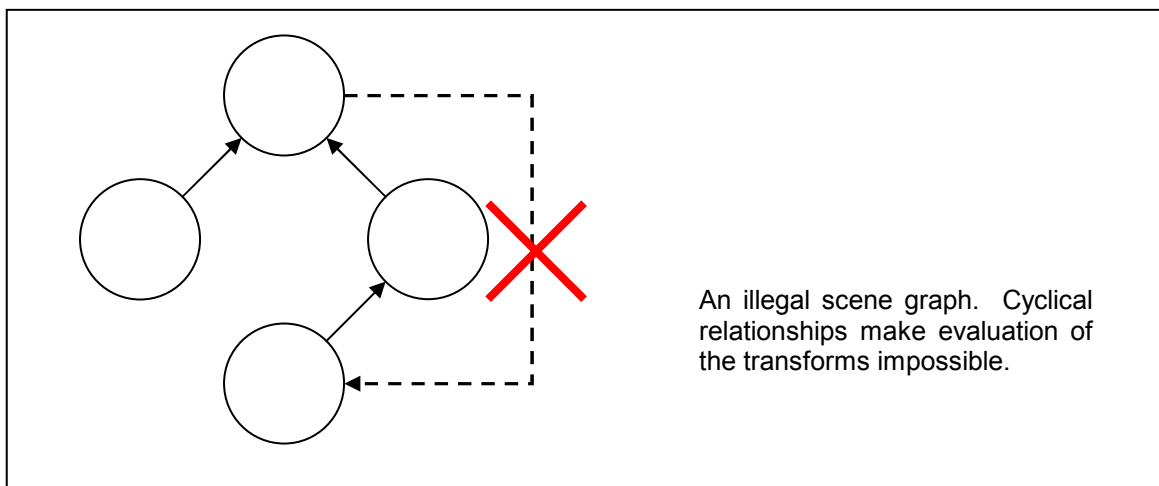 An illegal scene graph. Cyclical
relationships make evaluation of
the transforms impossible.